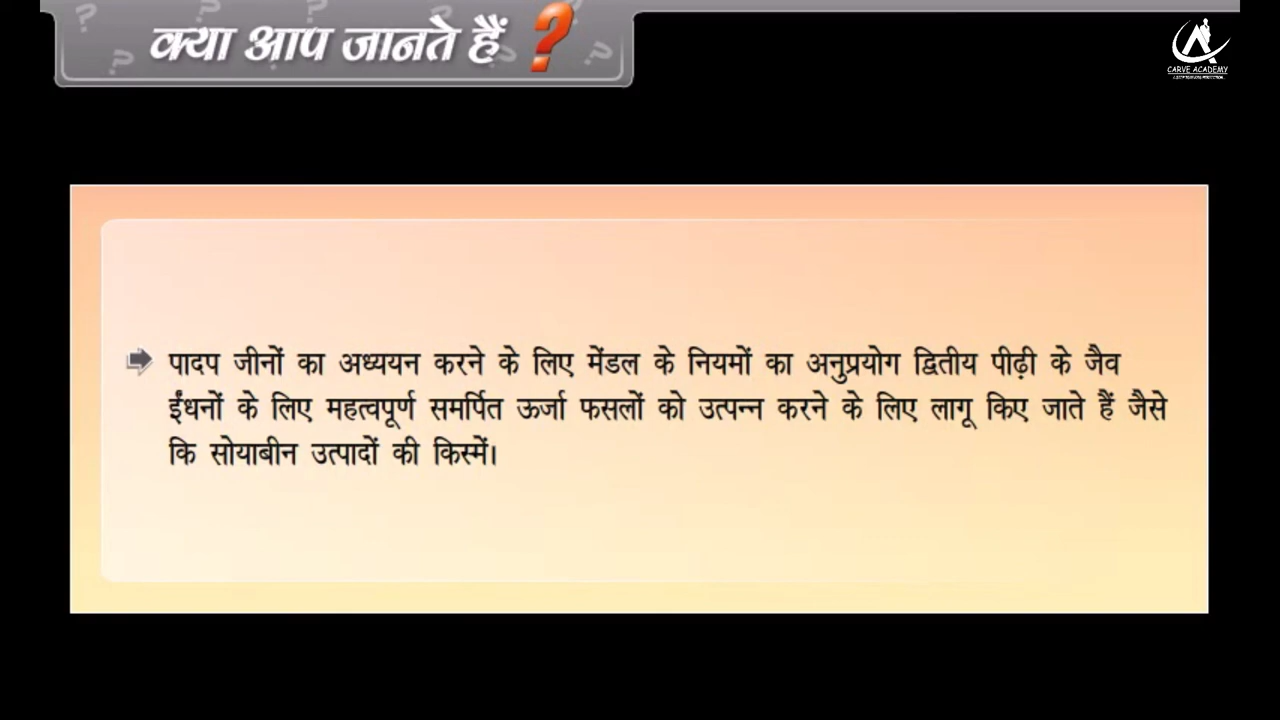 क्या आप जानते हैं ?
CARVE ACADEMY
पादप जीनों का अध्ययन करने के लिए मेंडल के नियमों का अनुप्रयोग द्वितीय पीढ़ी के जैव
ईंधनों के लिए महत्वपूर्ण समर्पित ऊर्जा फसलों को उत्पन्न करने के लिए लागू किए जाते हैं जैसे
कि सोयाबीन उत्पादों की किस्में।